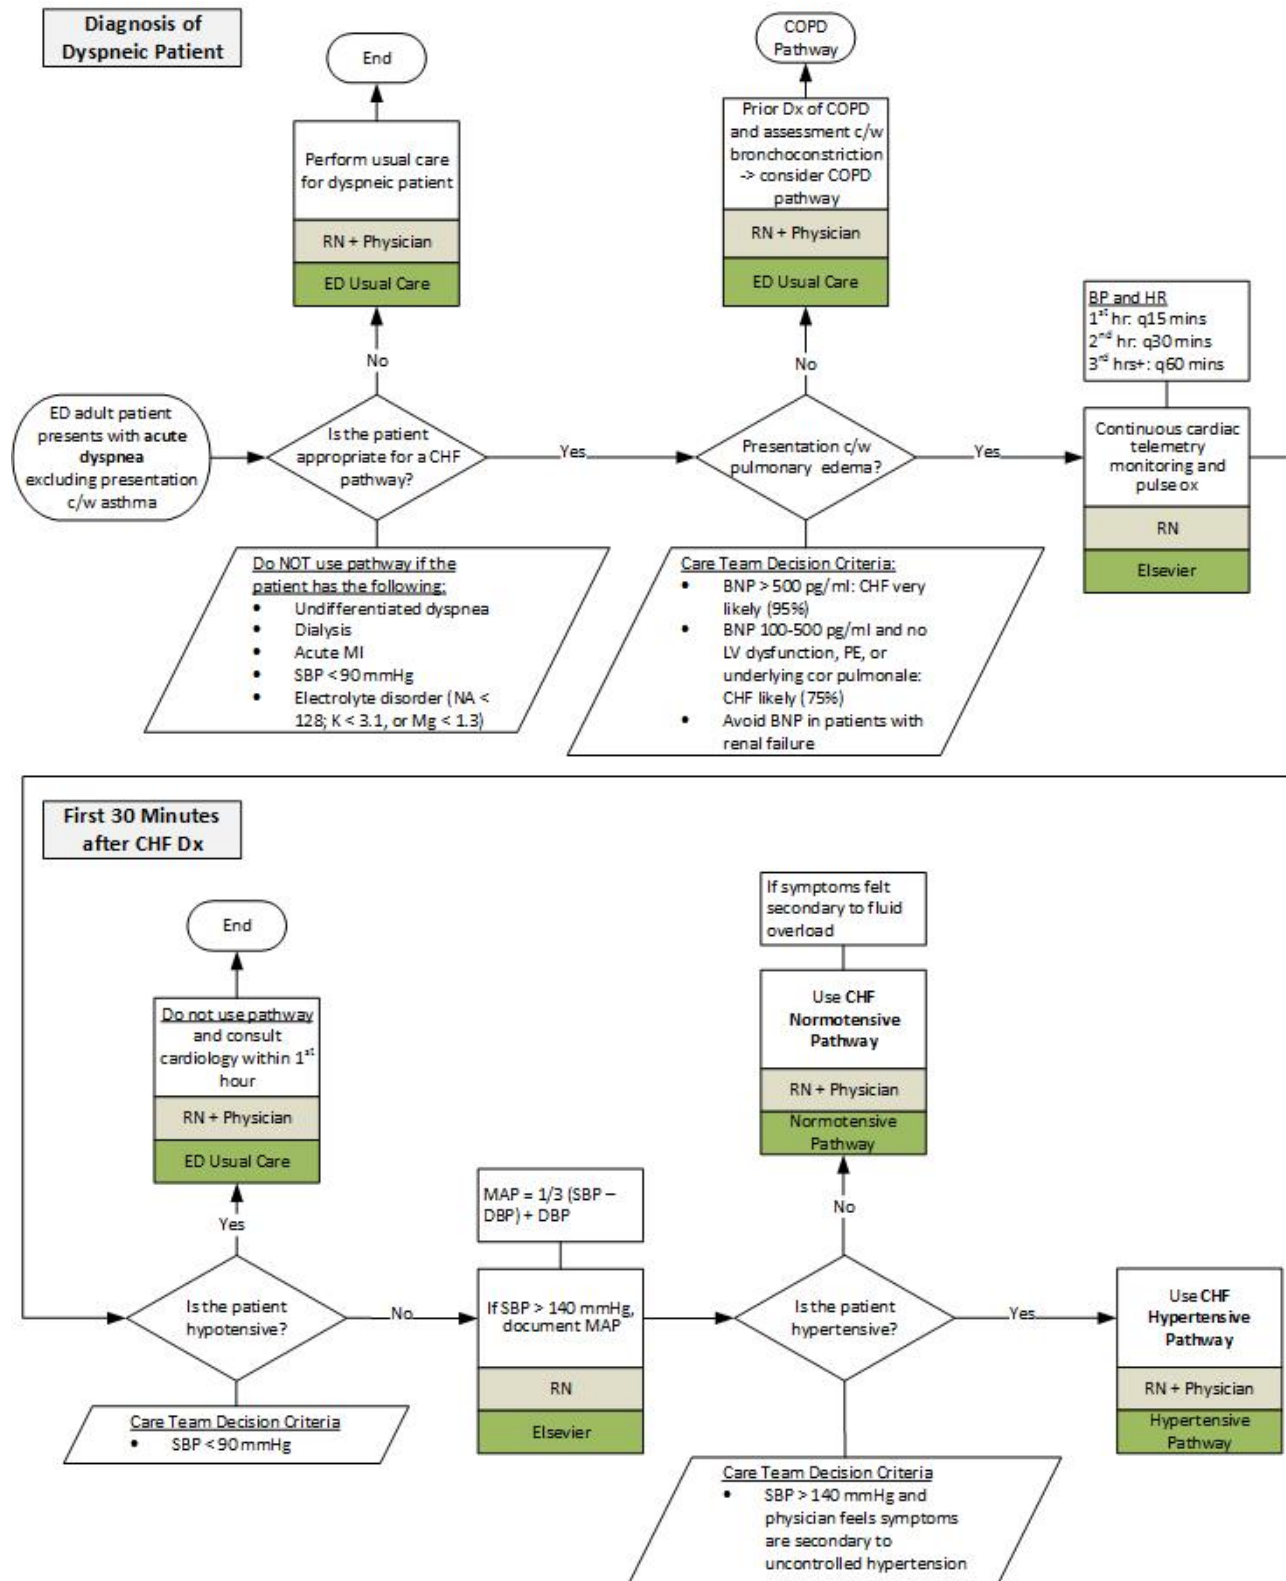 Diagnosis of
Dyspneic Patient
End
Perform usual care
for dyspneic patient
RN + Physician
ED Usual Care
No
COPD
Pathway
Prior Dx of COPD
and assessment c/w
bronchoconstriction
-> consider COPD
pathway
RN + Physician
ED Usual Care
No
BP and HR
1st hr: q15 mins
2nd hr: q30 mins
3rd hrs+: q60 mins
ED adult patient
presents with acute
dyspnea
excluding presentation
c/w asthma
Is the patient
appropriate for a CHF
pathway?
Yes
Presentation c/w
pulmonary edema?
Yes
Continuous cardiac
telemetry
monitoring and
pulse ox
RN
Elsevier
Do NOT use pathway if the
patient has the following:
• Undifferentiated dyspnea
• Dialysis
• Acute MI
• SBP < 90 mmHg
• Electrolyte disorder (NA <
128; K < 3.1, or Mg < 1.3)
Care Team Decision Criteria:
• BNP > 500 pg/ml: CHF very
likely (95%)
• BNP 100-500 pg/ml and no
LV dysfunction, PE, or
underlying cor pulmonale:
CHF likely (75%)
• Avoid BNP in patients with
renal failure
First 30 Minutes
after CHF Dx
End
Do not use pathway
and consult
cardiology within 1st
hour
RN + Physician
ED Usual Care
Yes
If symptoms felt
secondary to fluid
overload
Use CHF
Normotensive
Pathway
RN + Physician
Normotensive
Pathway
No
MAP = 1/3 (SBP –
DBP) + DBP
Is the patient
hypotensive?
No
If SBP > 140 mmHg,
document MAP
RN
Elsevier
Is the patient
hypertensive?
Yes
Use CHF
Hypertensive
Pathway
RN + Physician
Hypertensive
Pathway
Care Team Decision Criteria
• SBP < 90 mmHg
Care Team Decision Criteria
• SBP > 140 mmHg and
physician feels symptoms
are secondary to
uncontrolled hypertension